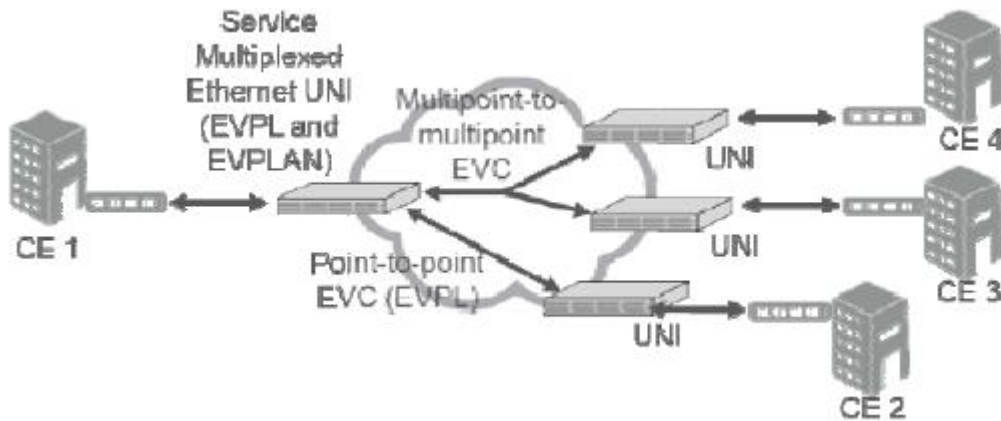 Service
Multiplexed
Ethernet UNI
(EVPL and
EVPLAN)
Multipoint-to-
multipoint
EVC
UNI
CE 4
CE 1
UNI
CE 3
Point-to-point
EVC (EVPL)
UNI
CE 2